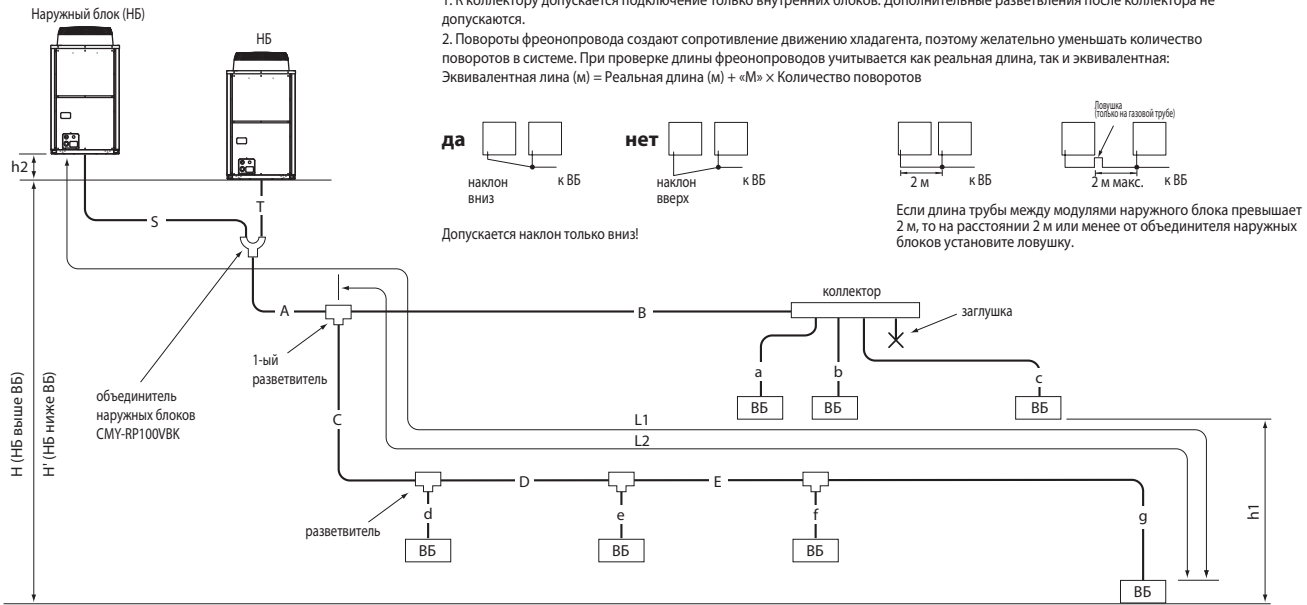 1. К коллектору допускается подключение только внутренних блоков. Дополнительные разветвления после коллектора не
допускаются.
2. Повороты фреонопровода создают сопротивление движению хладагента, поэтому желательно уменьшать количество
поворотов в системе. При проверке длины фреонопроводов учитывается как реальная длина, так и эквивалентная:
Эквивалентная лина (м) = Реальная длина (м) + «М» × Количество поворотов
Наружный блок (НБ)
НБ
h2
S
T
да
наклон
вниз
к ВБ
нет
наклон
вверх
к ВБ
Допускается наклон только вниз!
2 м
к ВБ
Ловушка
(только на газовой трубе)
2 м макс.
к ВБ
Если длина трубы между модулями наружного блока превышает
2 м, то на расстоянии 2 м или менее от объединителя наружных
блоков установите ловушку.
A
B
коллектор
заглушка
1-ый
разветвитель
объединитель
наружных блоков
CMY-RP100VBK
a
b
c
ВБ
ВБ
ВБ
C
L1
L2
H (НБ выше ВБ)
H' (НБ ниже ВБ)
D
E
разветвитель
d
e
f
g
h1
ВБ
ВБ
ВБ
ВБ